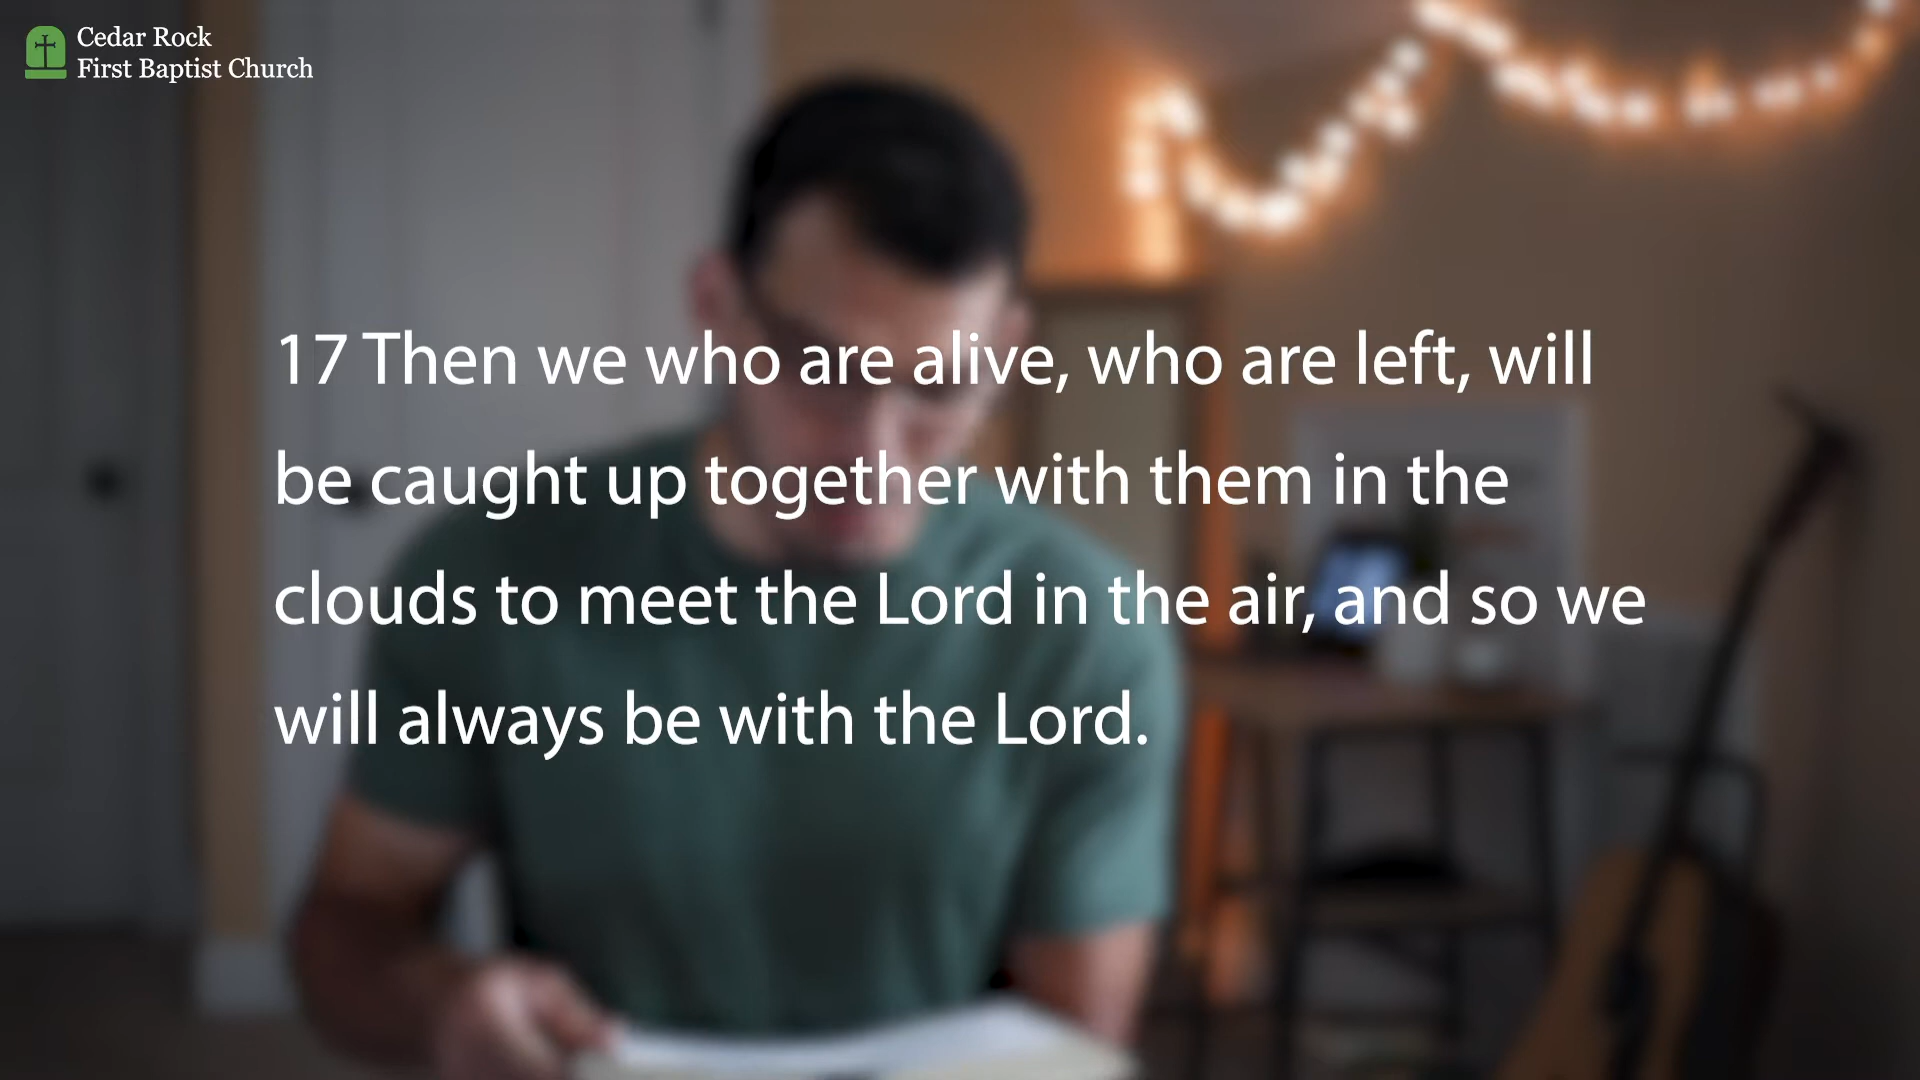 Cedar Rock
First Baptist Church
17 Then we who are alive, who are left, will
be caught up together with them in the
clouds to meet the Lord in the air, and so we
will always be with the Lord.